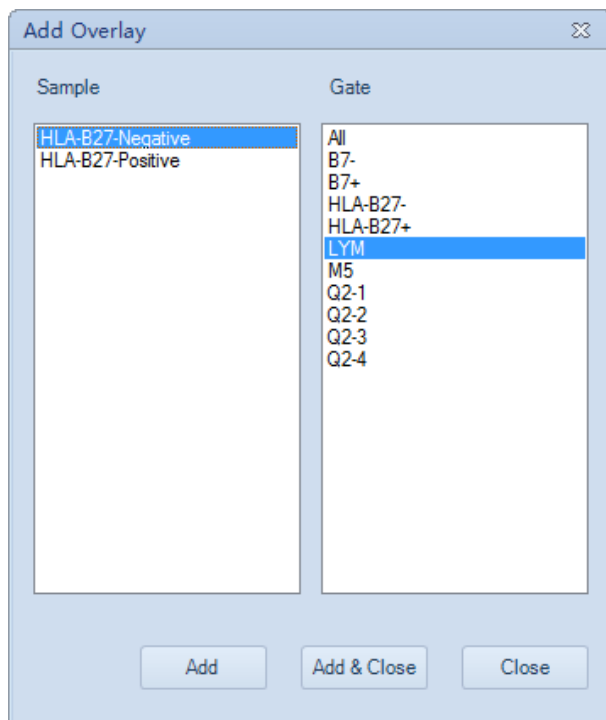 Add Overlay
Sample
Gate
HLA-B27-Negative
HLA-B27-Positive
All
B7-
B7+
HLA-B27-
HLA-B27+
LYM
M5
Q2-1
Q2-2
Q2-3
Q2-4
Add
Add & Close
Close